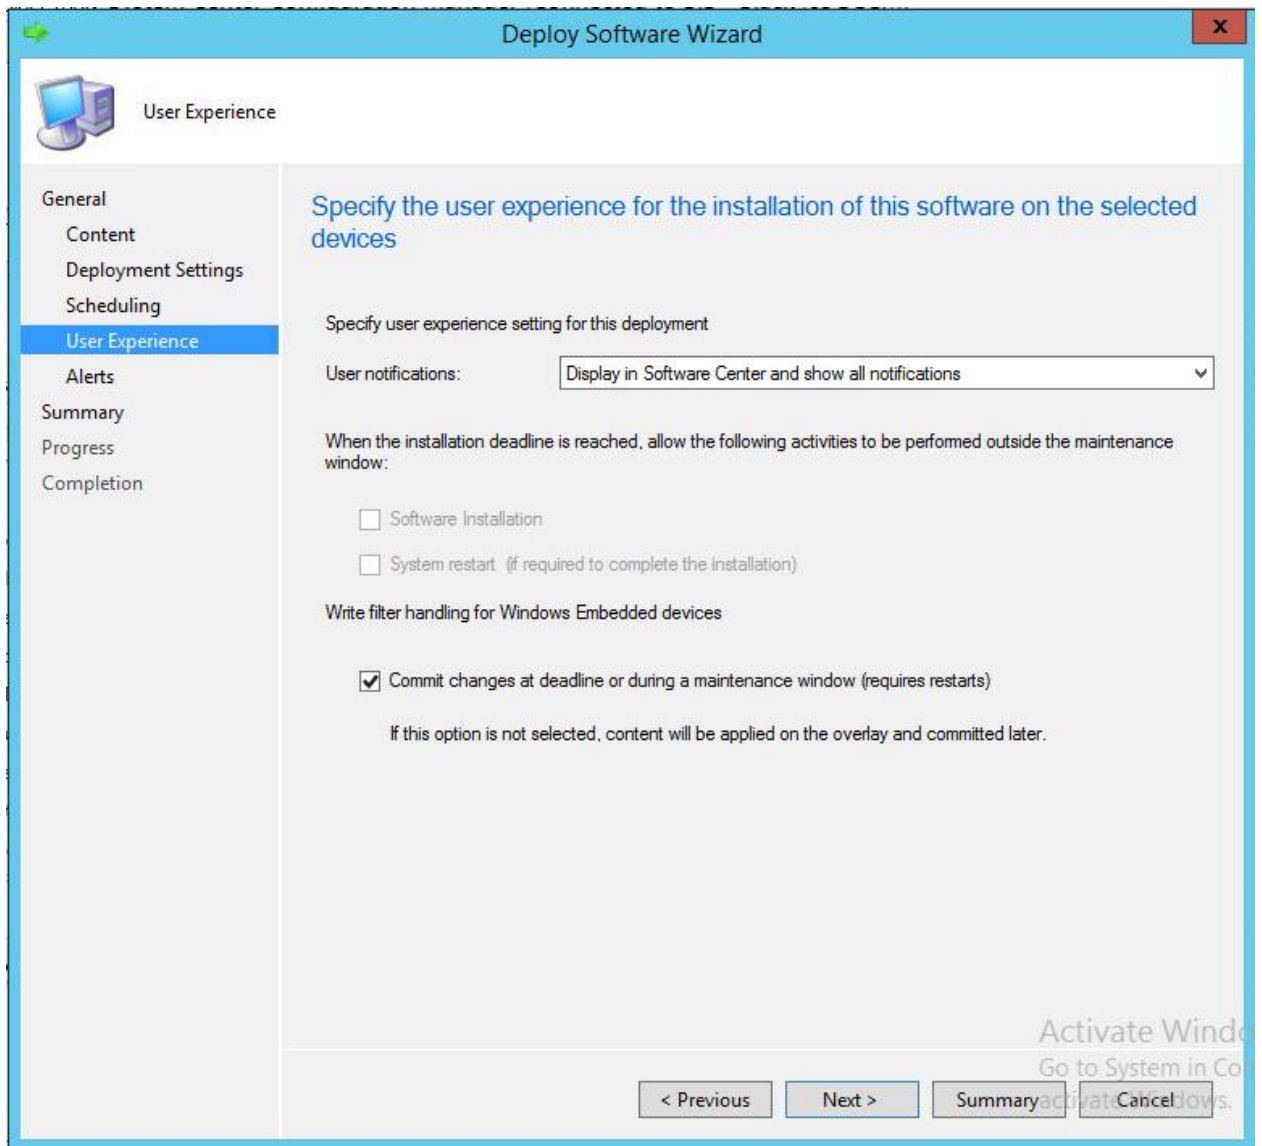 Deploy Software Wizard
x
User Experience
General
Content
Deployment Settings
Scheduling
User Experience
Alerts
Summary
Progress
Completion
Specify the user experience for the installation of this software on the selected
devices
Specify user experience setting for this deployment
User notifications: Display in Software Center and show all notifications
When the installation deadline is reached, allow the following activities to be performed outside the maintenance
window:
Software Installation
System restart (if required to complete the installation)
Write filter handling for Windows Embedded devices
Commit changes at deadline or during a maintenance window (requires restarts)
If this option is not selected, content will be applied on the overlay and committed later.
Activate Windo
Go to System in Con
activate Windows.
< Previous Next > Summary Cancel